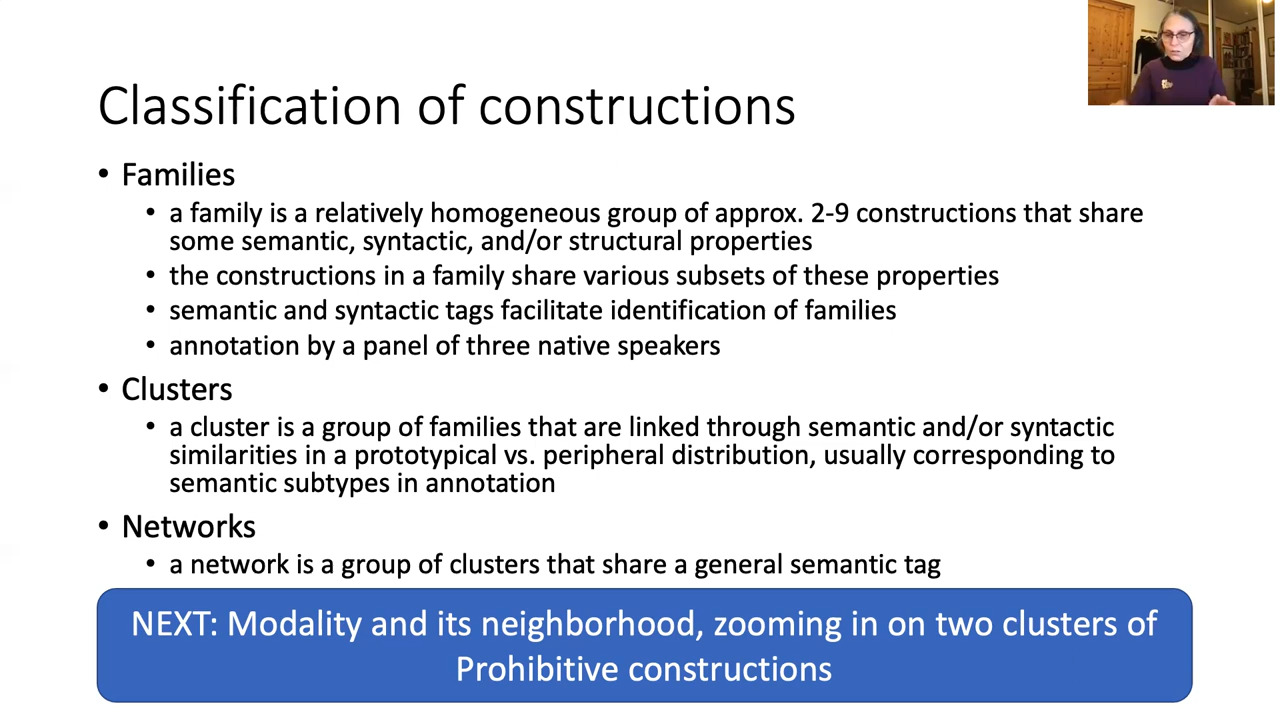 Classification of constructions
• Families
• a family is a relatively homogeneous group of approx. 2-9 constructions that share
some semantic, syntactic, and/or structural properties
• the constructions in a family share various subsets of these properties
• semantic and syntactic tags facilitate identification of families
• annotation by a panel of three native speakers
• Clusters
• a cluster is a group of families that are linked through semantic and/or syntactic
similarities in a prototypical vs. peripheral distribution, usually corresponding to
semantic subtypes in annotation
• Networks
• a network is a group of clusters that share a general semantic tag
NEXT: Modality and its neighborhood, zooming in on two clusters of
Prohibitive constructions